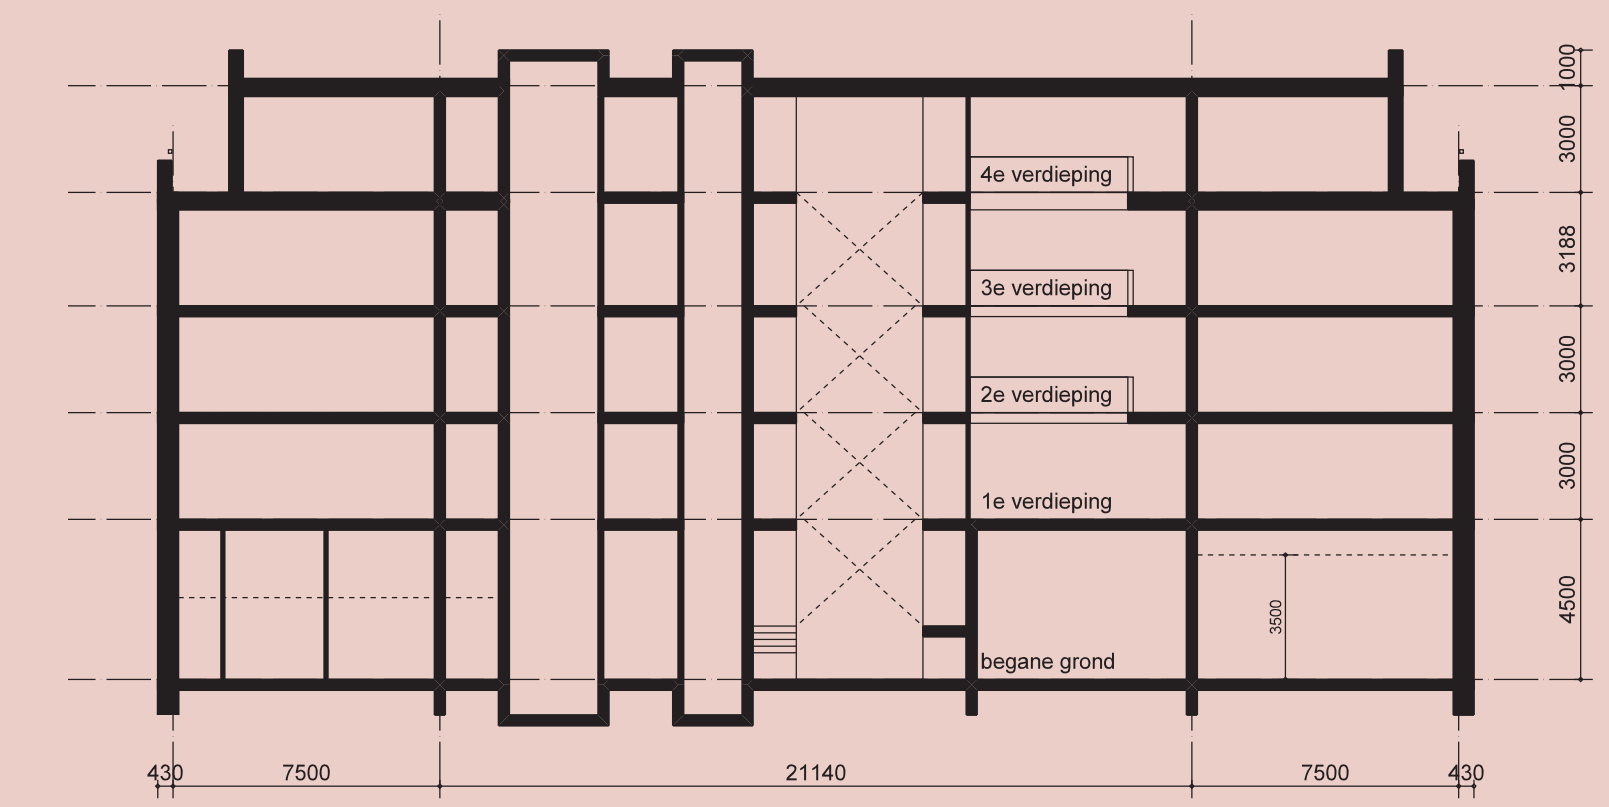 1000
3000
4e verdieping
3188
3e verdieping
3000
2e verdieping
3000
1e verdieping
4500
3500
begane grond
430 7500 21140 7500 430